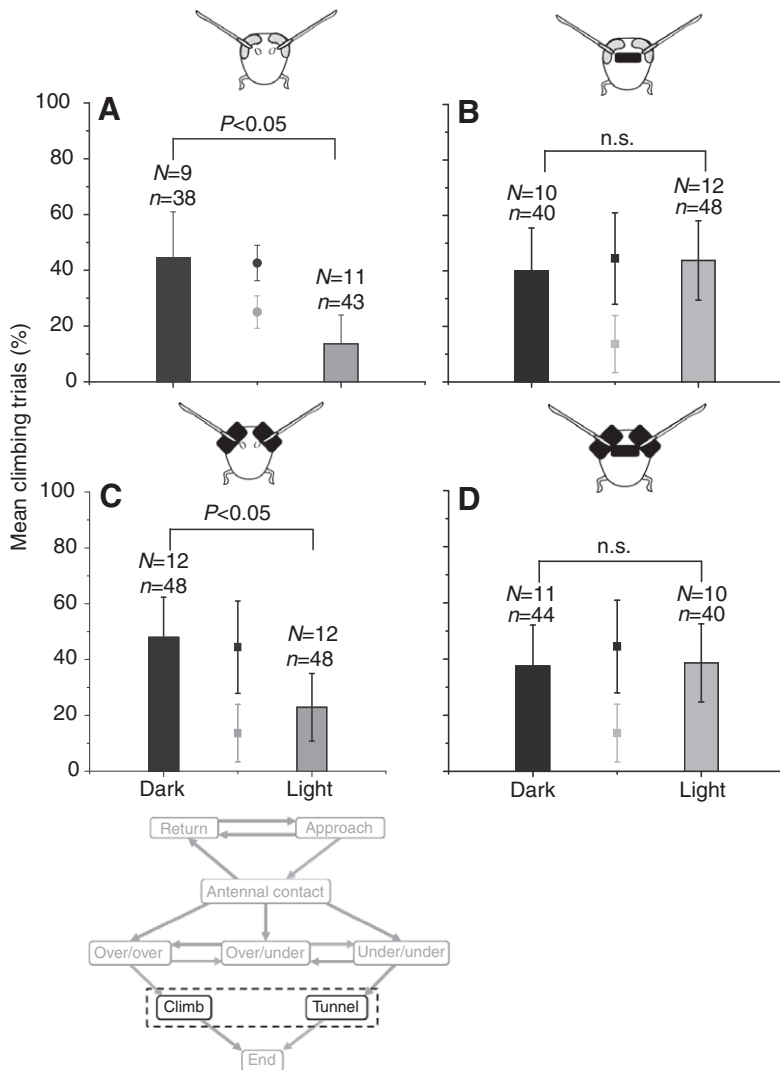 A
B
100
80
60
40
20
0
P<0.05
n.s.
N=9
n=38
N=11
n=43
N=10
n=40
N=12
n=48
Mean climbing trials (%)
C
D
100
80
60
40
20
0
P<0.05
n.s.
N=12
n=48
N=12
n=48
N=11
n=44
N=10
n=40
Dark
Light
Dark
Light
Return
Approach
Antennal contact
Over/over
Over/under
Under/under
Climb
Tunnel
End